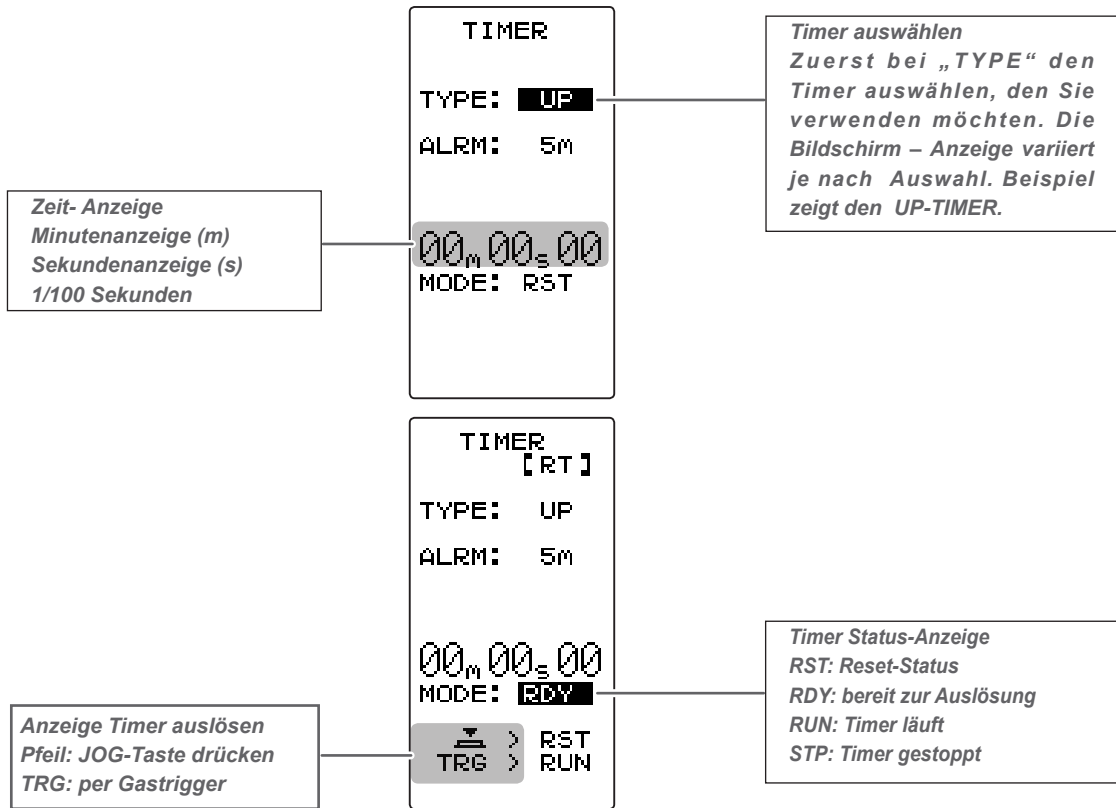 TIMER
TYPE: UP
ALRM: 5m
00m00s00
MODE: RST
Timer auswählen
Zuerst bei „TYPE“ den
Timer auswählen, den Sie
verwenden möchten. Die
Bildschirm – Anzeige variiert
je nach Auswahl. Beispiel
zeigt den UP-TIMER.
Zeit- Anzeige
Minutenanzeige (m)
Sekundenanzeige (s)
1/100 Sekunden
TIMER
[RT]
TYPE: UP
ALRM: 5m
00m00s00
MODE: RDY
> RST
TRG > RUN
Timer Status-Anzeige
RST: Reset-Status
RDY: bereit zur Auslösung
RUN: Timer läuft
STP: Timer gestoppt
Anzeige Timer auslösen
Pfeil: JOG-Taste drücken
TRG: per Gastrigger